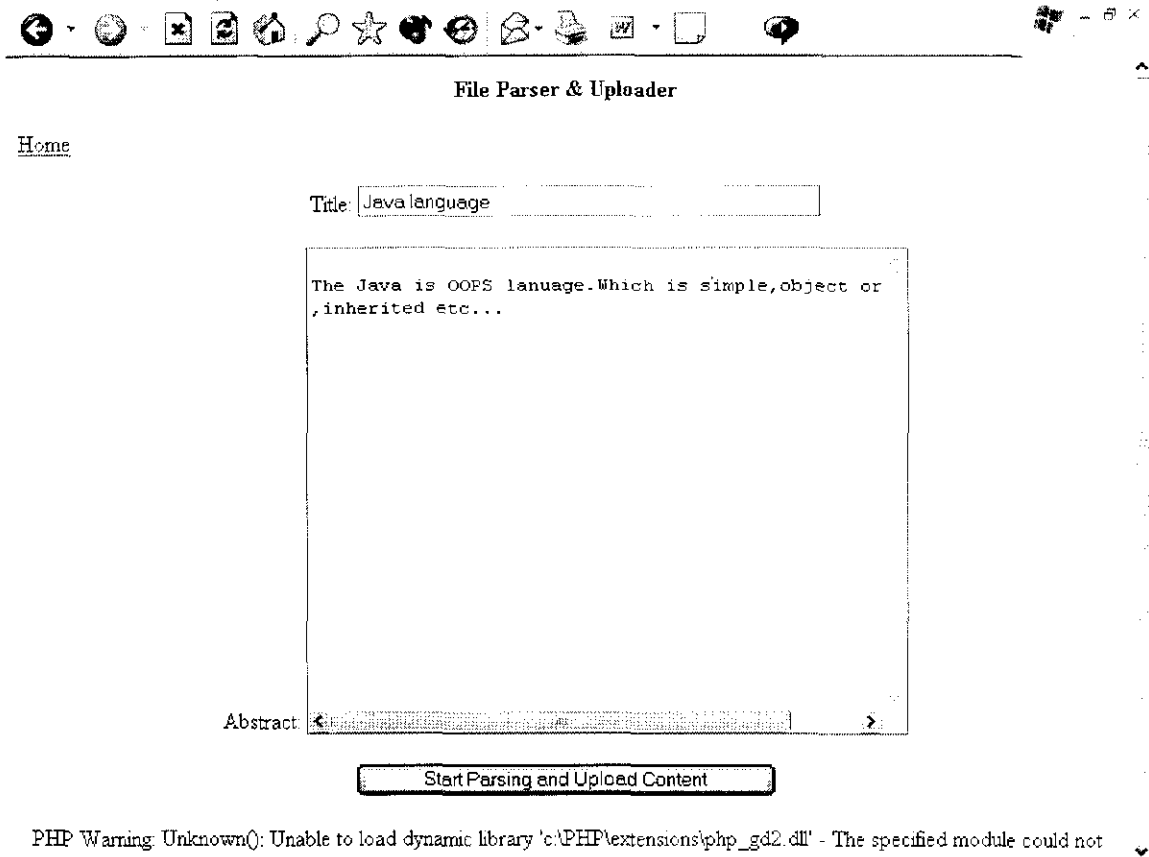 File Parser & Uploader
Home
Title: Java language
The Java is OOPS lanuage.Which is simple,object or
,inherited etc...
Abstract:
Start Parsing and Upload Content
PHP Warning: Unknown(): Unable to load dynamic library 'c:\PHP\extensions\php_gd2.dll' - The specified module could not